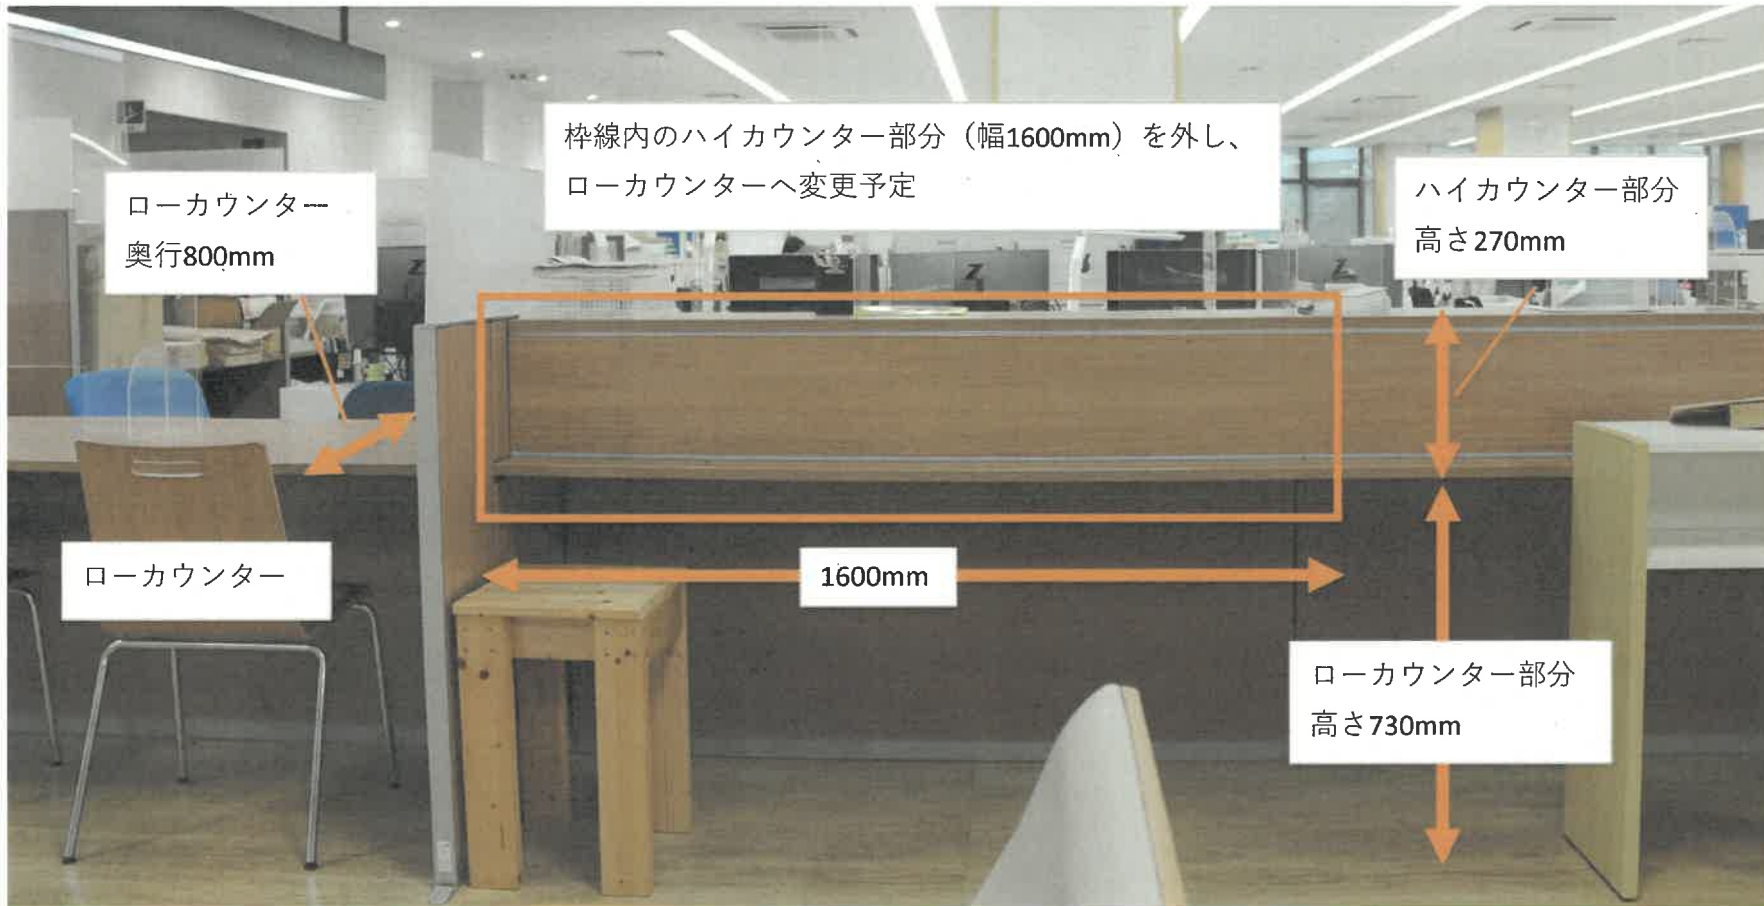 枠線内のハイカウンター部分（幅1600mm）を外し、
ローカウンターへ変更予定
ローカウンター
奥行800mm
ハイカウンター部分
高さ270mm
ローカウンター
1600mm
ローカウンター部分
高さ730mm